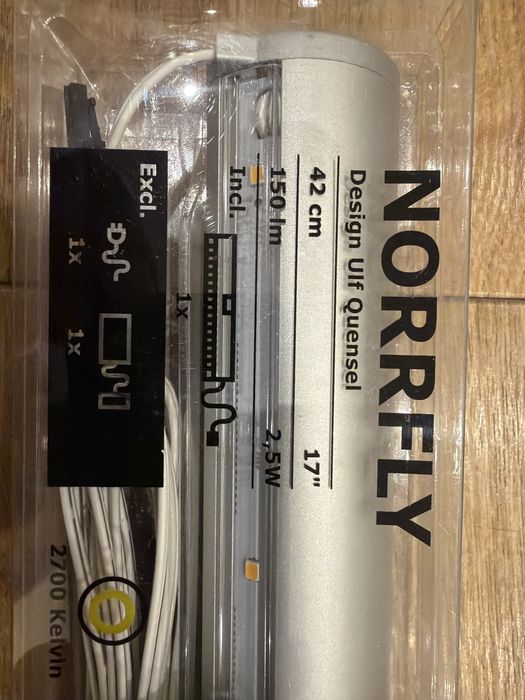 NORRFLY
Design Ulf Quensel
42 cm 17"
150 lm 2,5W
Incl.
1x
Excl.
1x 1x
2700 Kelvin